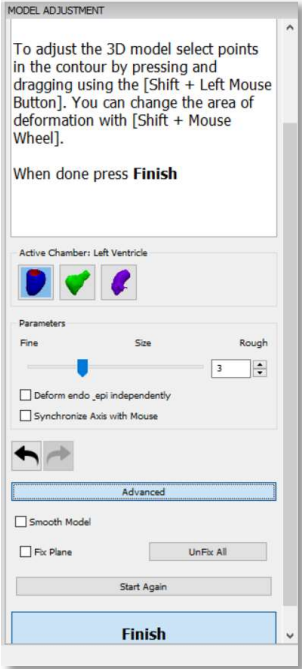 MODEL ADJUSTMENT
To adjust the 3D model select points
in the contour by pressing and
dragging using the [Shift + Left Mouse
Button]. You can change the area of
deformation with [Shift + Mouse
Wheel].
When done press Finish
Active Chamber: Left Ventricle
Parameters
Fine Size Rough
3
Deform endo_epi independently
Synchronize Axis with Mouse
Advanced
Smooth Model
Fix Plane UnFix All
Start Again
Finish